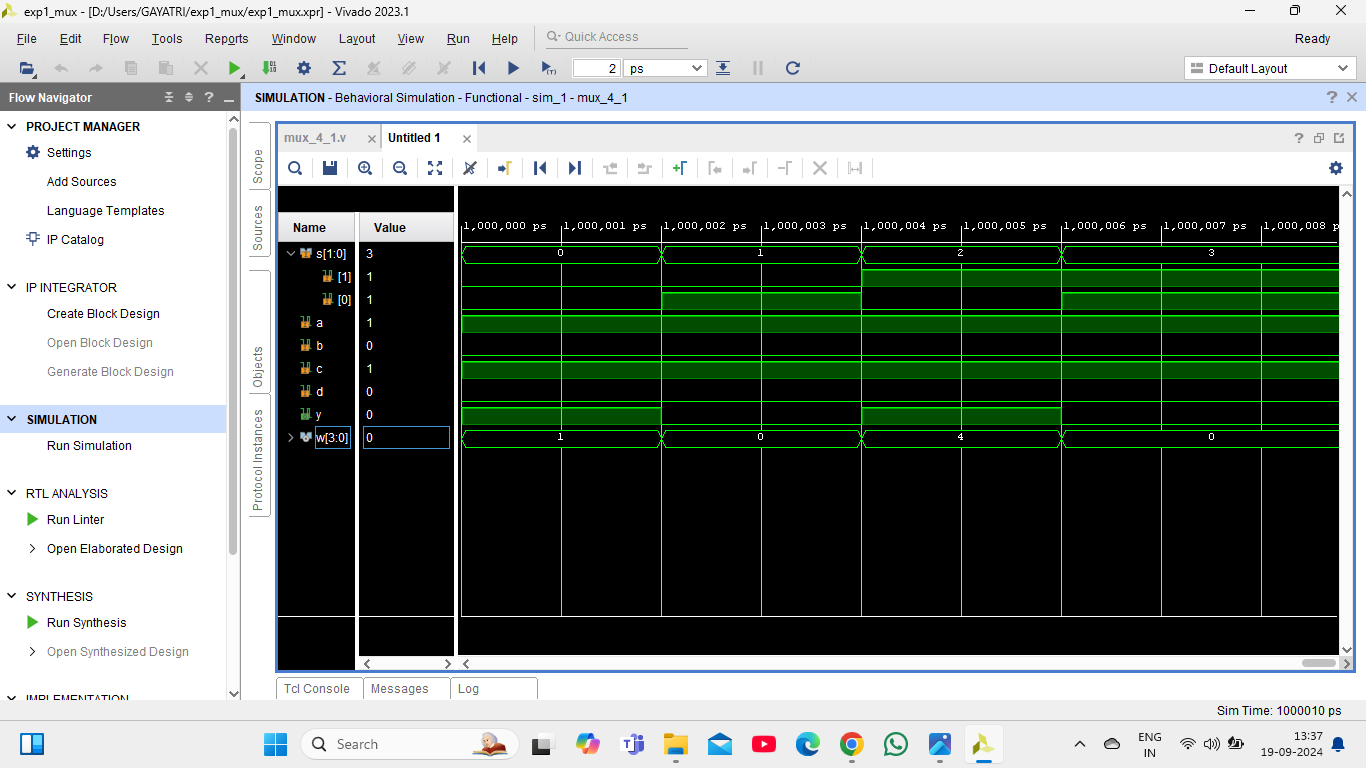 exp1_mux - [D:/Users/GAYATRI/exp1_mux/exp1_mux.xpr] - Vivado 2023.1
File Edit Flow Tools Reports Window Layout View Run Help Quick Access Ready
2 ps Default Layout
Flow Navigator
SIMULATION - Behavioral Simulation - Functional - sim_1 - mux_4_1
PROJECT MANAGER
Settings
Add Sources
Language Templates
IP Catalog
IP INTEGRATOR
Create Block Design
Open Block Design
Generate Block Design
SIMULATION
Run Simulation
RTL ANALYSIS
Run Linter
Open Elaborated Design
SYNTHESIS
Run Synthesis
Open Synthesized Design
IMPLEMENTATION
Scope
Sources
Objects
Protocol Instances
mux_4_1.v Untitled 1
Name Value
1,000,000 ps 1,000,001 ps 1,000,002 ps 1,000,003 ps 1,000,004 ps 1,000,005 ps 1,000,006 ps 1,000,007 ps 1,000,008 p
s[1:0] 3 0 1 2 3
[1] 1
[0] 1
a 1
b 0
c 1
d 0
y 0
w[3:0] 0 1 0 4 0
Tcl Console Messages Log
Sim Time: 1000010 ps
Search
ENG
IN
13:37
19-09-2024